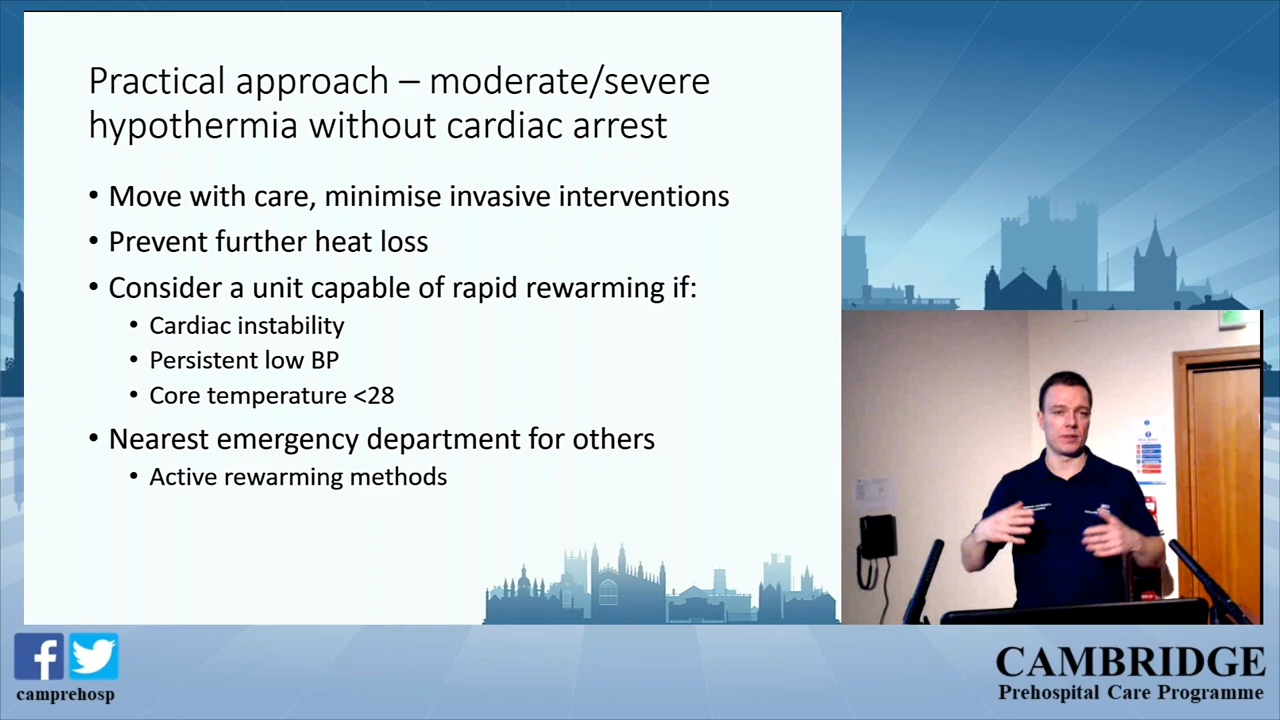 Practical approach – moderate/severe
hypothermia without cardiac arrest
• Move with care, minimise invasive interventions
• Prevent further heat loss
• Consider a unit capable of rapid rewarming if:
• Cardiac instability
• Persistent low BP
• Core temperature <28
• Nearest emergency department for others
• Active rewarming methods
camprehosp
CAMBRIDGE
Prehospital Care Programme